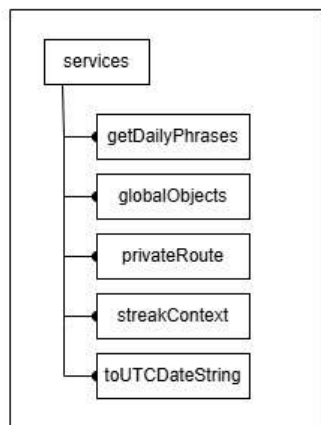 services
getDailyPhrases
globalObjects
privateRoute
streakContext
toUTCDateString